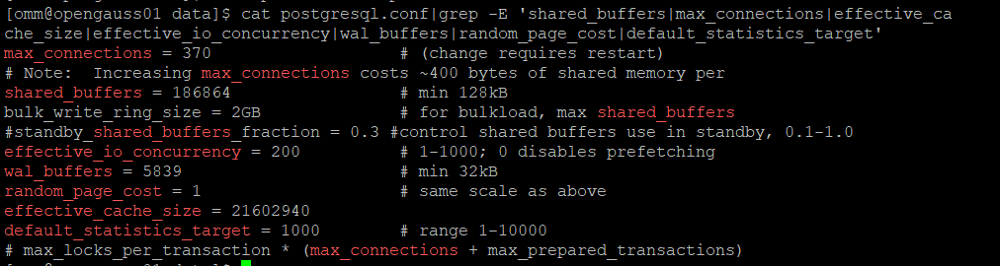 [omm@opengauss01 data]$ cat postgresql.conf|grep -E 'shared_buffers|max_connections|effective_ca
che_size|effective_io_concurrency|wal_buffers|random_page_cost|default_statistics_target'
max_connections = 370 # (change requires restart)
# Note:  Increasing max_connections costs ~400 bytes of shared memory per
shared_buffers = 186864 # min 128kB
bulk_write_ring_size = 2GB # for bulkload, max shared_buffers
#standby_shared_buffers_fraction = 0.3 #control shared buffers use in standby, 0.1-1.0
effective_io_concurrency = 200 # 1-1000; 0 disables prefetching
wal_buffers = 5839 # min 32kB
random_page_cost = 1 # same scale as above
effective_cache_size = 21602940
default_statistics_target = 1000 # range 1-10000
# max_locks_per_transaction * (max_connections + max_prepared_transactions)
[omm@opengauss01 data]$